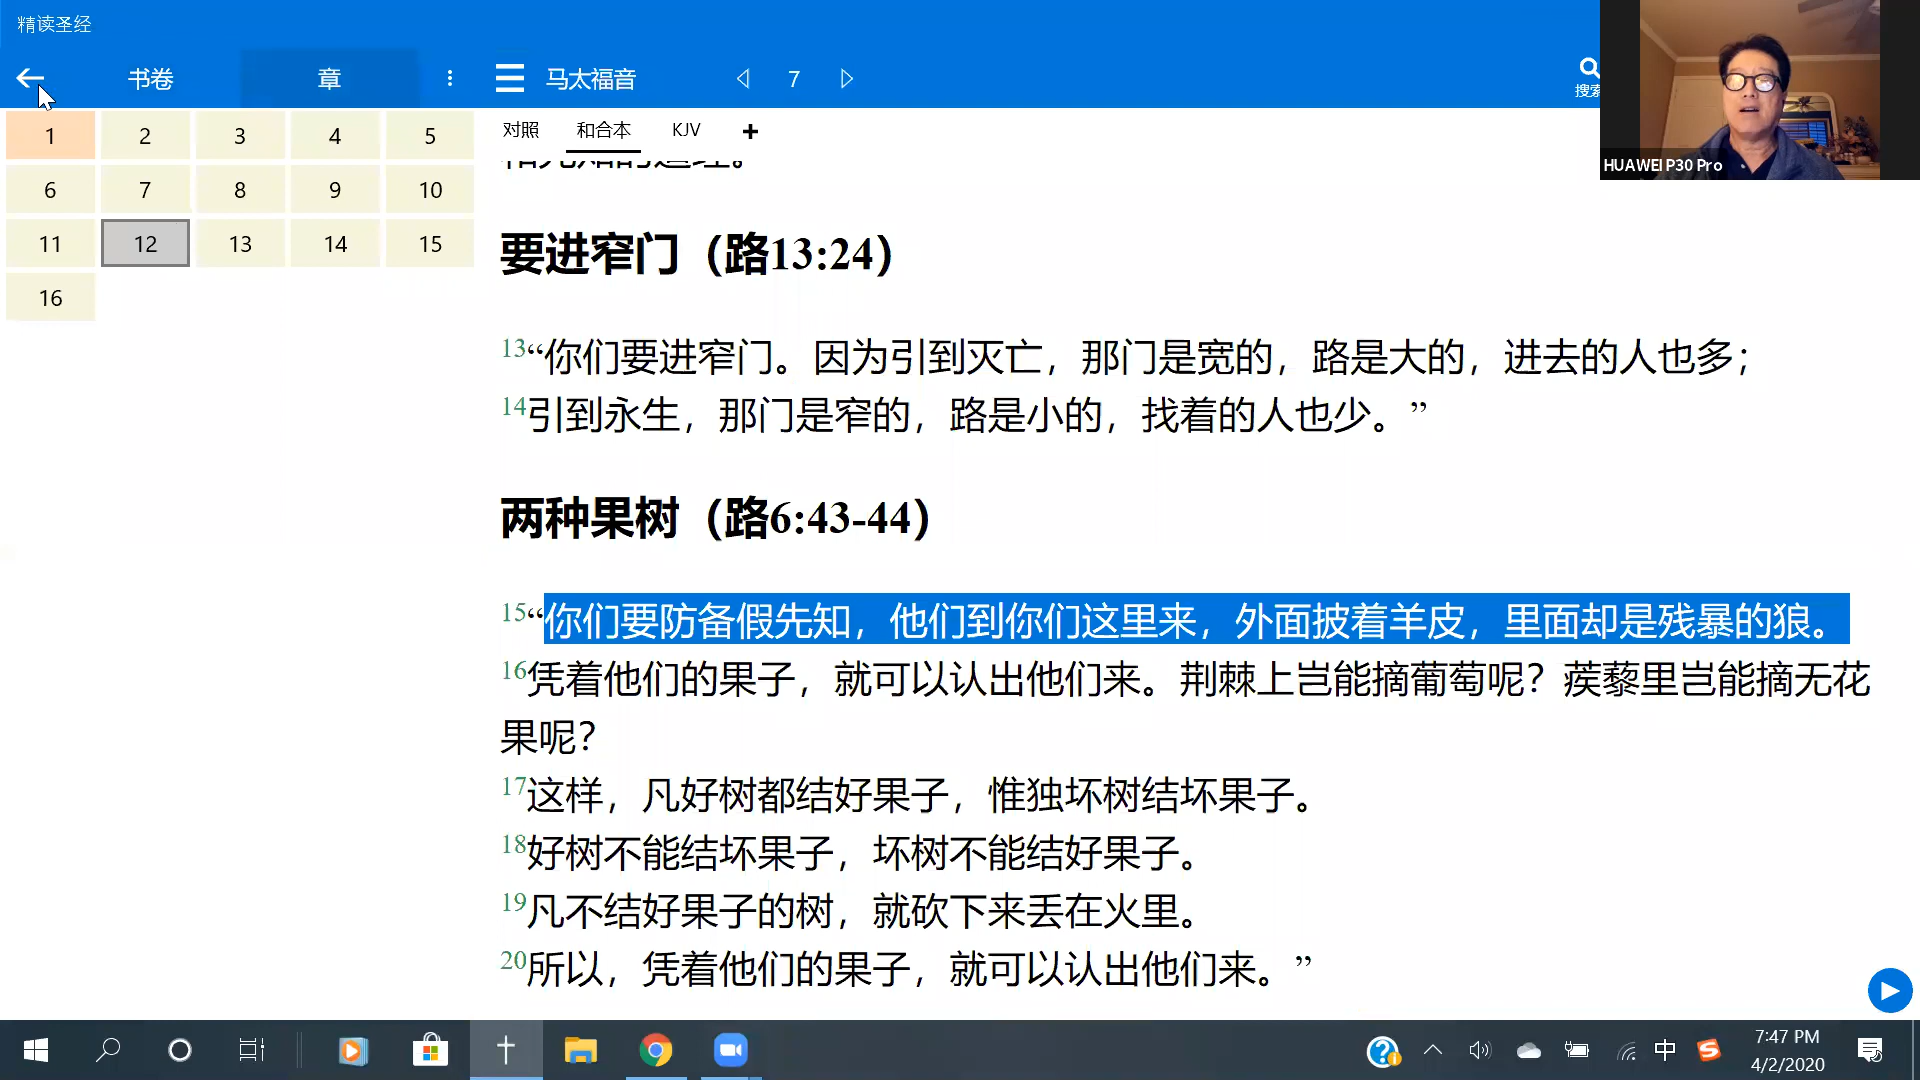 精读圣经
书卷
章
马太福音
7
搜索
HUAWEI P30 Pro
1 2 3 4 5
6 7 8 9 10
11 12 13 14 15
16
对照 和合本 KJV
要进窄门（路13:24）
13“你们要进窄门。因为引到灭亡，那门是宽的，路是大的，进去的人也多；
14引到永生，那门是窄的，路是小的，找着的人也少。”
两种果树（路6:43-44）
15“你们要防备假先知，他们到你们这里来，外面披着羊皮，里面却是残暴的狼。
16凭着他们的果子，就可以认出他们来。荆棘上岂能摘葡萄呢？蒺藜里岂能摘无花
果呢？
17这样，凡好树都结好果子，惟独坏树结坏果子。
18好树不能结坏果子，坏树不能结好果子。
19凡不结好果子的树，就砍下来丢在火里。
20所以，凭着他们的果子，就可以认出他们来。”
中
7:47 PM
4/2/2020